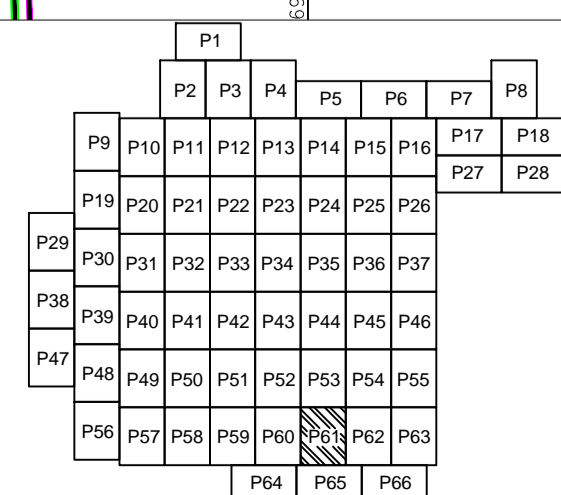 69
P1
P2 P3 P4 P5 P6 P7 P8
P9 P10 P11 P12 P13 P14 P15 P16 P17 P18
P27 P28
P19 P20 P21 P22 P23 P24 P25 P26
P29 P30 P31 P32 P33 P34 P35 P36 P37
P38 P39 P40 P41 P42 P43 P44 P45 P46
P47 P48 P49 P50 P51 P52 P53 P54 P55
P56 P57 P58 P59 P60 P61 P62 P63
P64 P65 P66